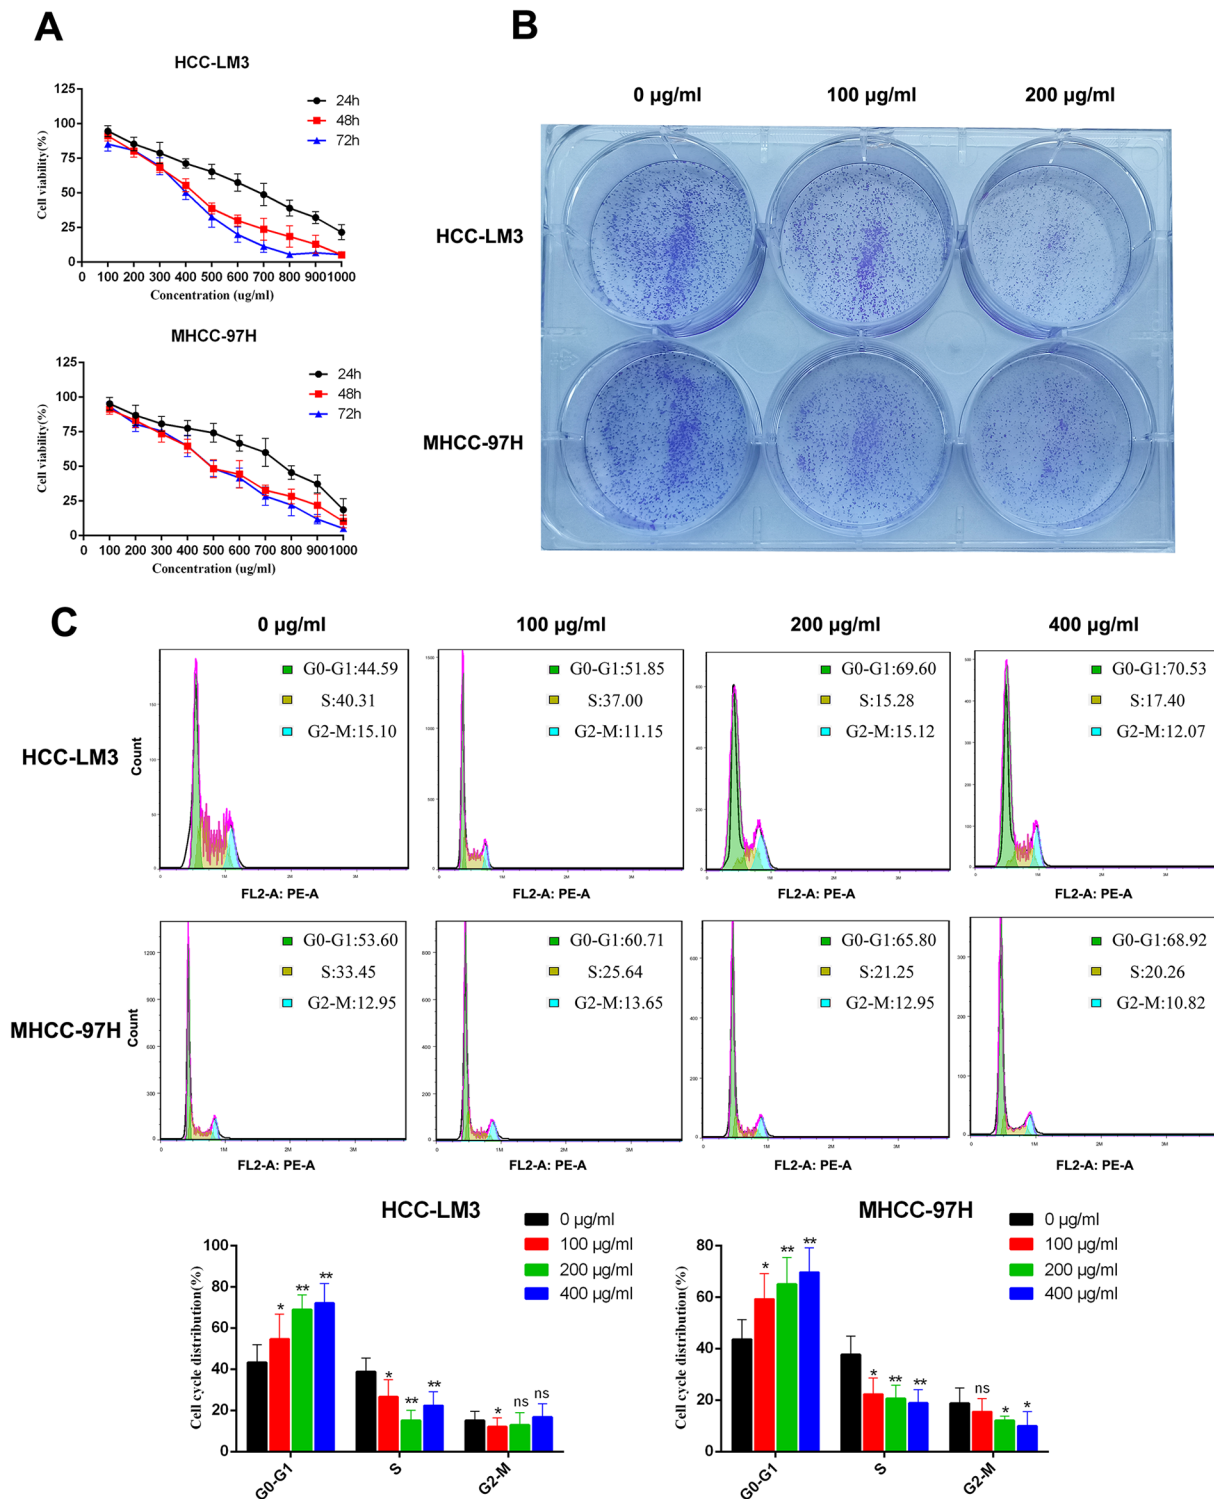 A
HCC-LM3
125
100
75
50
25
0
Cell viability(%)
24h
48h
72h
0 100 200 300 400 500 600 700 800 900 1000
Concentration (ug/ml)
MHCC-97H
125
100
75
50
25
0
Cell viability(%)
24h
48h
72h
0 100 200 300 400 500 600 700 800 900 1000
Concentration (ug/ml)
B
0 µg/ml 100 µg/ml 200 µg/ml
HCC-LM3
MHCC-97H
C
0 µg/ml 100 µg/ml 200 µg/ml 400 µg/ml
HCC-LM3
Count
G0-G1:44.59
S:40.31
G2-M:15.10
FL2-A: PE-A
G0-G1:51.85
S:37.00
G2-M:11.15
FL2-A: PE-A
G0-G1:69.60
S:15.28
G2-M:15.12
FL2-A: PE-A
G0-G1:70.53
S:17.40
G2-M:12.07
FL2-A: PE-A
MHCC-97H
Count
G0-G1:53.60
S:33.45
G2-M:12.95
FL2-A: PE-A
G0-G1:60.71
S:25.64
G2-M:13.65
FL2-A: PE-A
G0-G1:65.80
S:21.25
G2-M:12.95
FL2-A: PE-A
G0-G1:68.92
S:20.26
G2-M:10.82
FL2-A: PE-A
HCC-LM3
0 µg/ml
100 µg/ml
200 µg/ml
400 µg/ml
100
80
60
40
20
0
Cell cycle distribution(%)
* ** **
* ** **
* ns ns
G0-G1 S G2-M
MHCC-97H
0 µg/ml
100 µg/ml
200 µg/ml
400 µg/ml
80
60
40
20
0
Cell cycle distribution(%)
* ** **
* ** **
ns * *
G0-G1 S G2-M